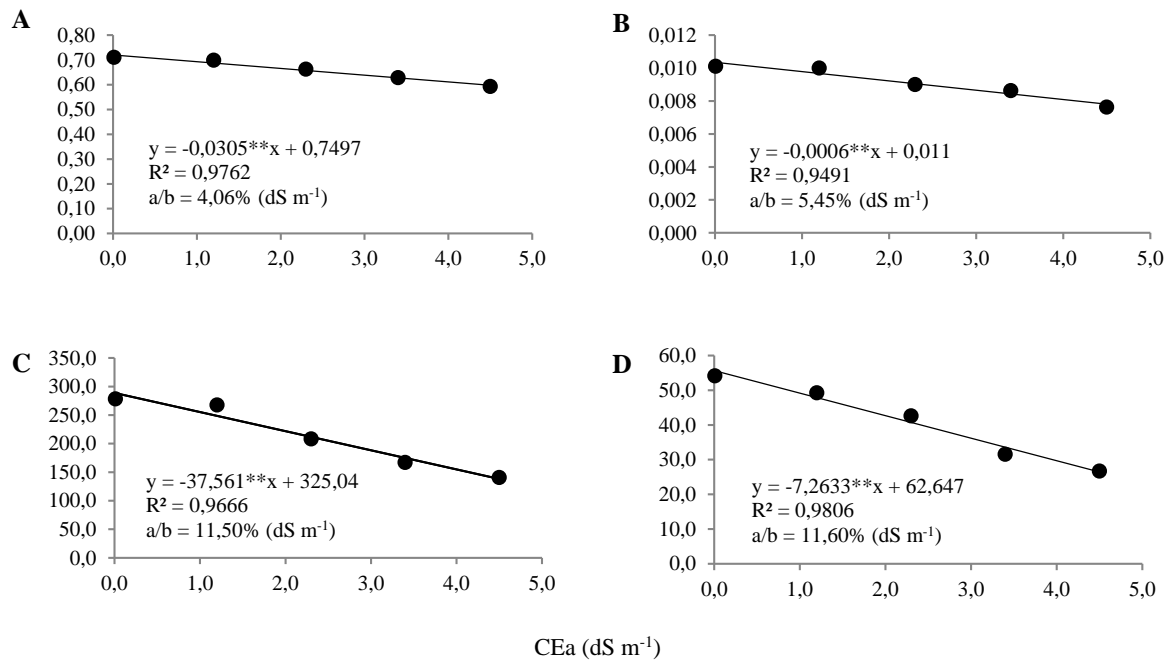 A
0,80
0,70
0,60
0,50
0,40
0,30
0,20
0,10
0,00
y = -0,0305**x + 0,7497
R² = 0,9762
a/b = 4,06% (dS m⁻¹)
0,0 1,0 2,0 3,0 4,0 5,0
B
0,012
0,010
0,008
0,006
0,004
0,002
0,000
y = -0,0006**x + 0,011
R² = 0,9491
a/b = 5,45% (dS m⁻¹)
0,0 1,0 2,0 3,0 4,0 5,0
C
350,0
300,0
250,0
200,0
150,0
100,0
50,0
0,0
y = -37,561**x + 325,04
R² = 0,9666
a/b = 11,50% (dS m⁻¹)
0,0 1,0 2,0 3,0 4,0 5,0
D
60,0
50,0
40,0
30,0
20,0
10,0
0,0
y = -7,2633**x + 62,647
R² = 0,9806
a/b = 11,60% (dS m⁻¹)
0,0 1,0 2,0 3,0 4,0 5,0
CEa (dS m⁻¹)